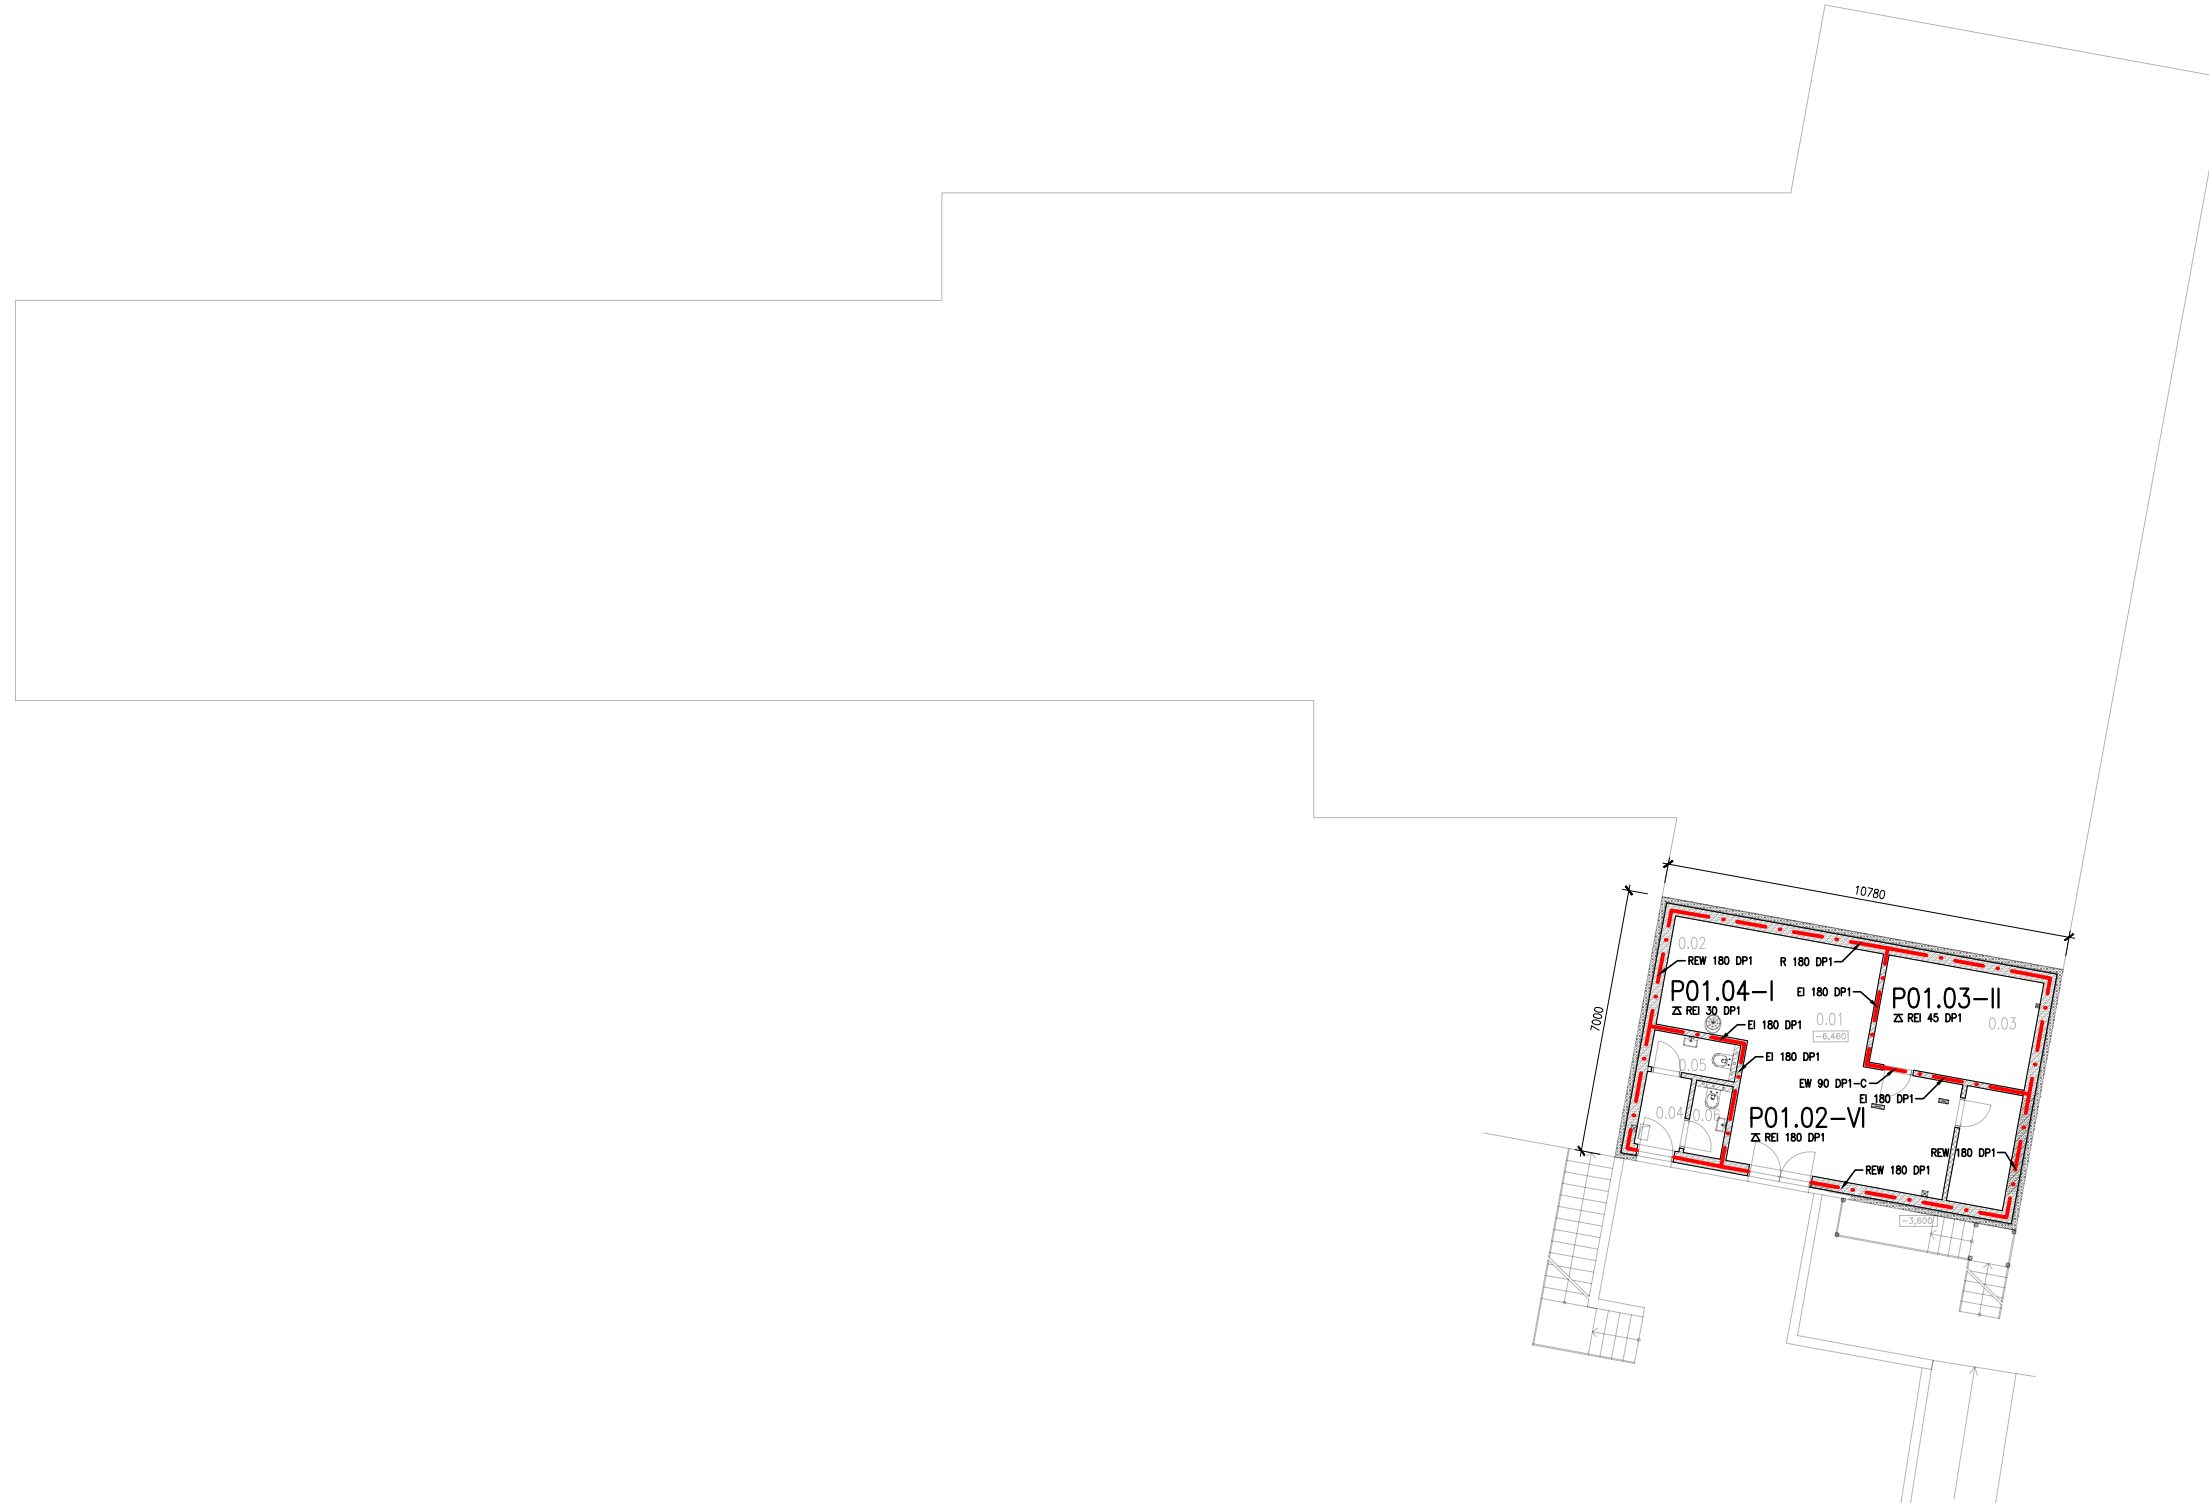 10780
7000
0.02
REW 180 DP1
R 180 DP1
P01.04-I
REI 30 DP1
EI 180 DP1
P01.03-II
REI 45 DP1
0.01
-6,460
0.03
EI 180 DP1
EI 180 DP1
0.05
EW 90 DP1-C
EI 180 DP1
0.04
0.06
P01.02-VI
REI 180 DP1
REW 180 DP1
REW 180 DP1
-3,600